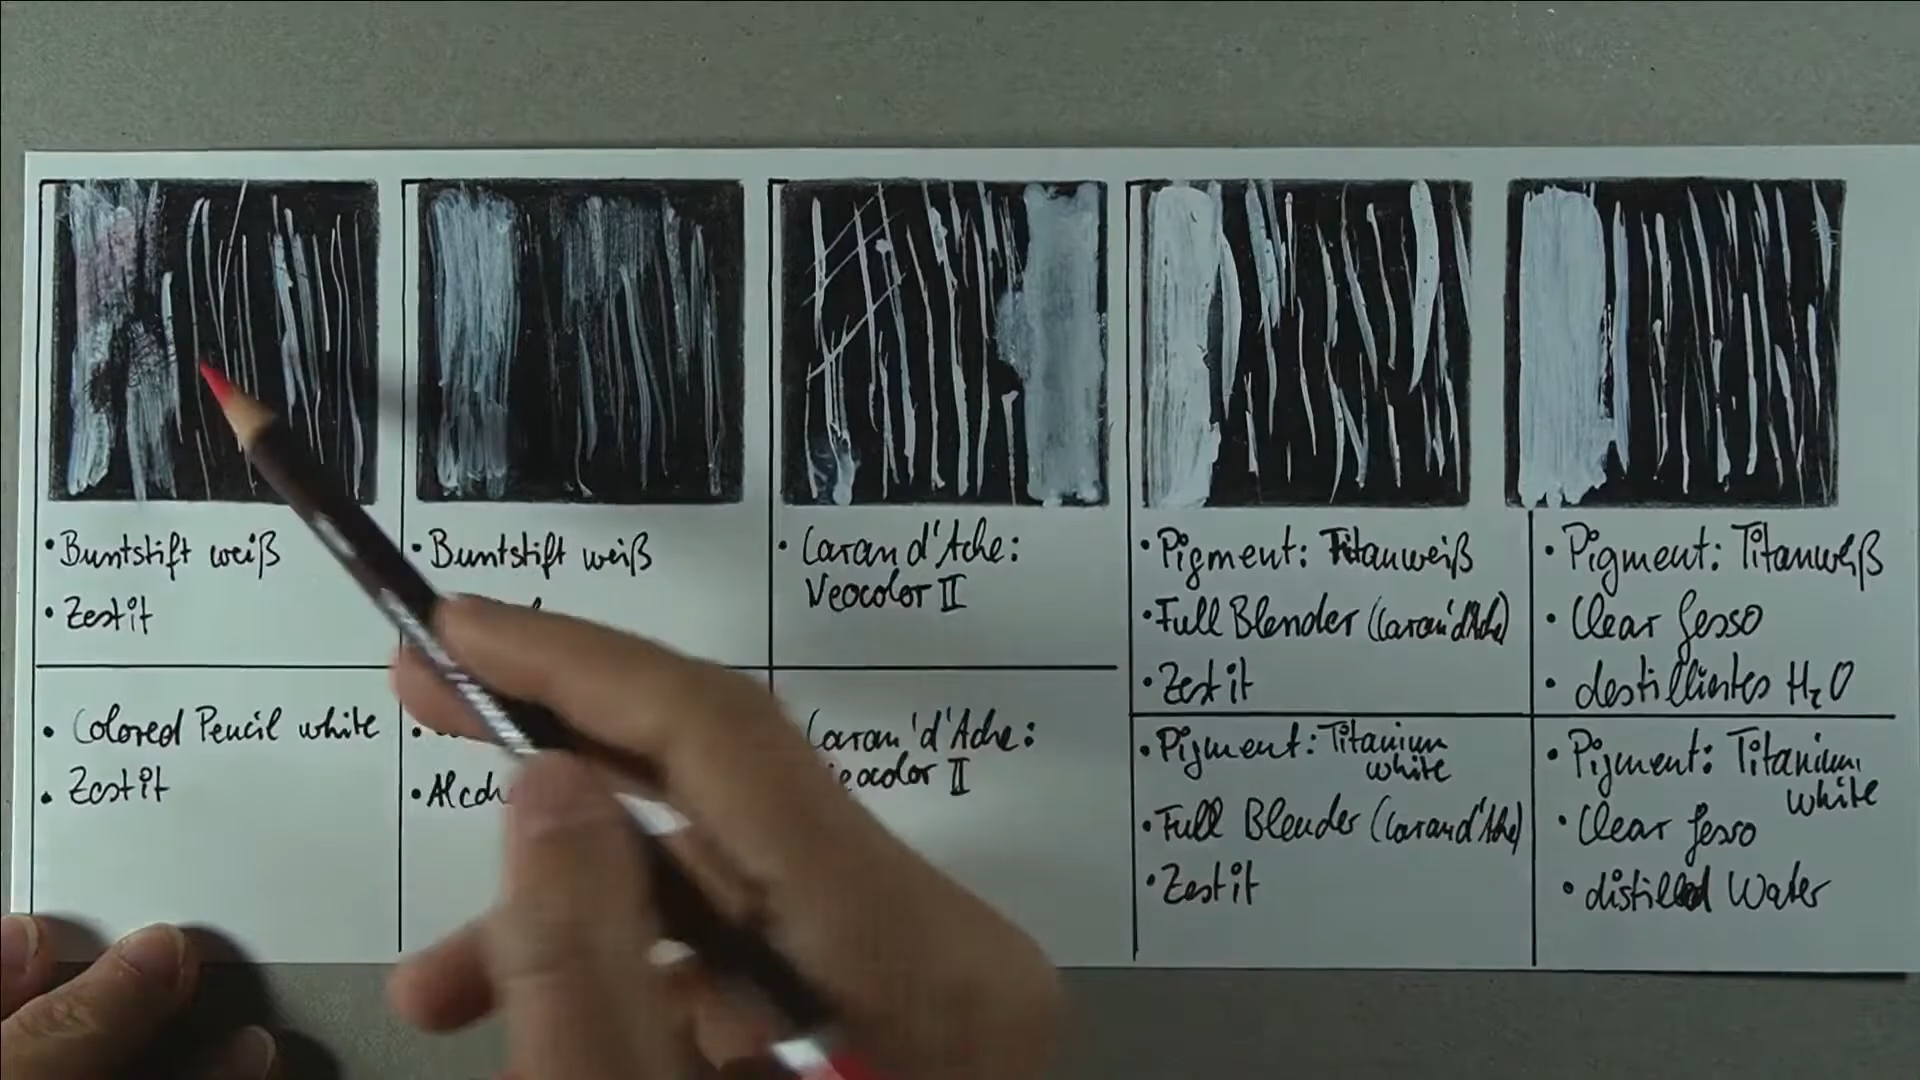 • Buntstift weiß
• Zestit
• Buntstift weiß
• Caran d'Ache:
Neocolor II
• Pigment: Titanweiß
• Full Blender (Caran d'Ache)
• Zestit
• Pigment: Titanweiß
• Clear Gesso
• destilliertes H₂O
• Colored Pencil white
• Zestit
Caran'd'Ache:
Neocolor II
• Pigment: Titanium
white
• Full Blender (Caran d'Ache)
• Zestit
• Pigment: Titanium
white
• Clear Gesso
• distilled Water